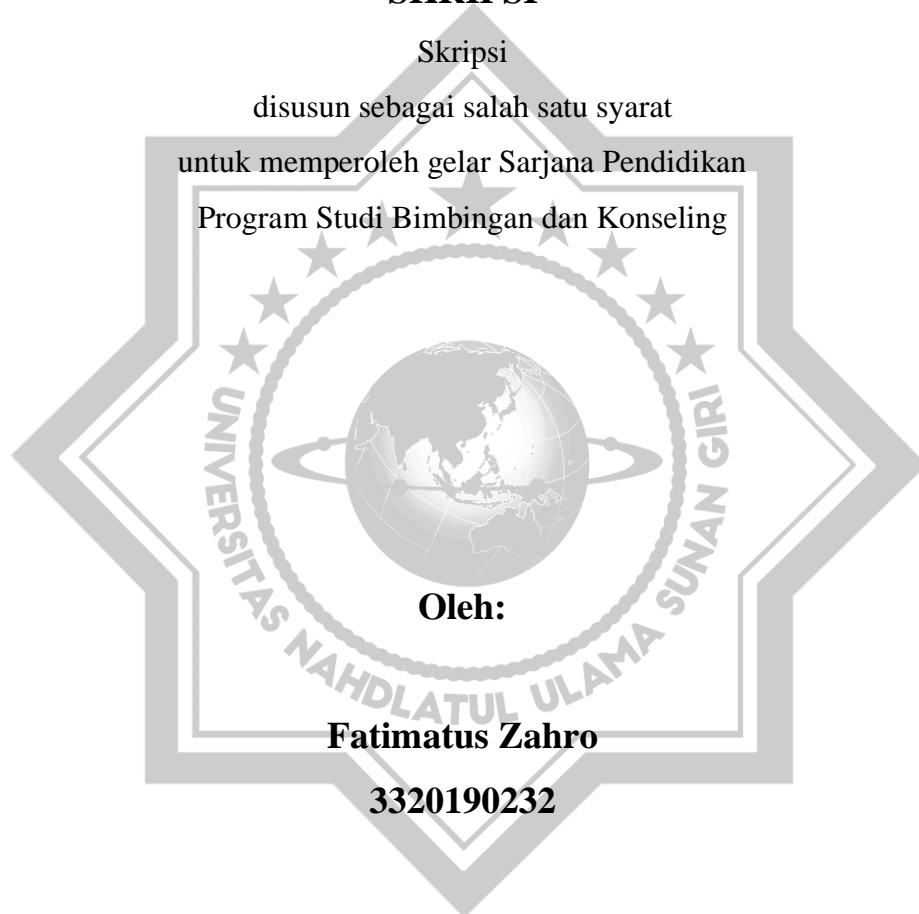 SKRIPSI
Skripsi
disusun sebagai salah satu syarat
untuk memperoleh gelar Sarjana Pendidikan
Program Studi Bimbingan dan Konseling
UNIVERSITAS NAHDLATUL ULAMA SUNAN GIRI
Oleh:
Fatimatus Zahro
3320190232